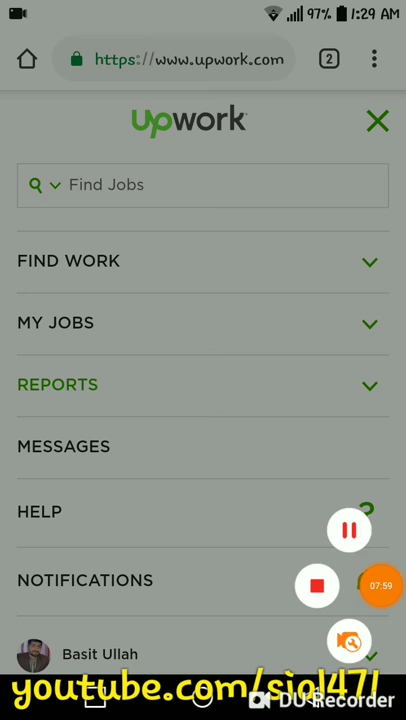 97% 1:29 AM
https://www.upwork.com 2
upwork
Find Jobs
FIND WORK
MY JOBS
REPORTS
MESSAGES
HELP ?
NOTIFICATIONS
07:59
Basit Ullah
youtube.com/sio1471
DU Recorder